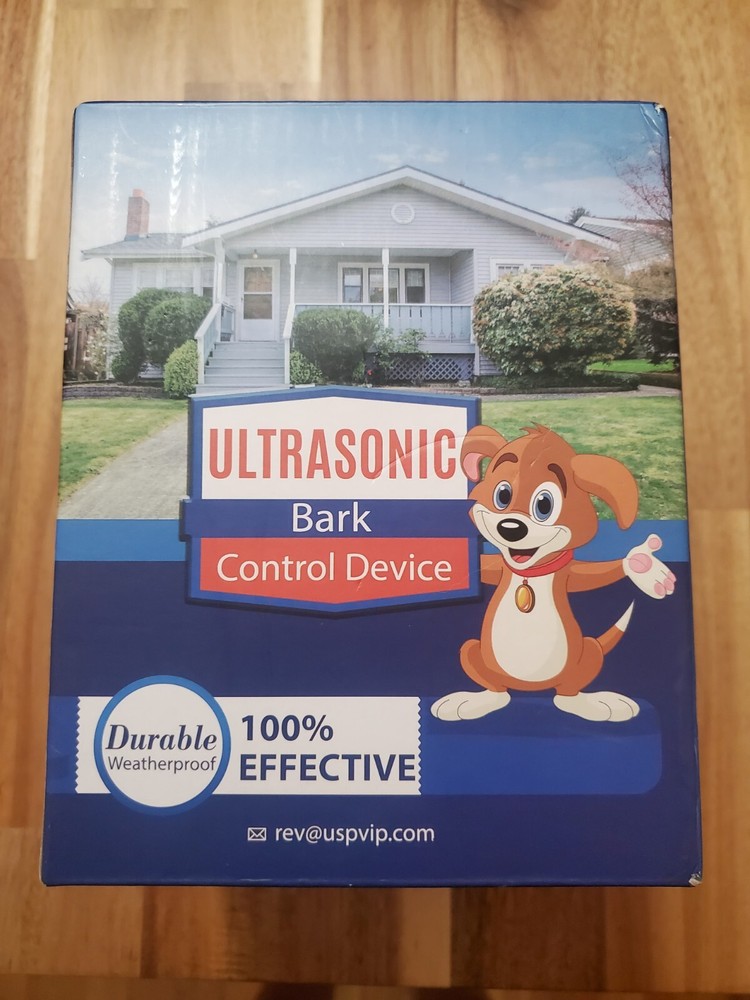 ULTRASONIC
Bark
Control Device
Durable
Weatherproof
100%
EFFECTIVE
rev@uspvip.com